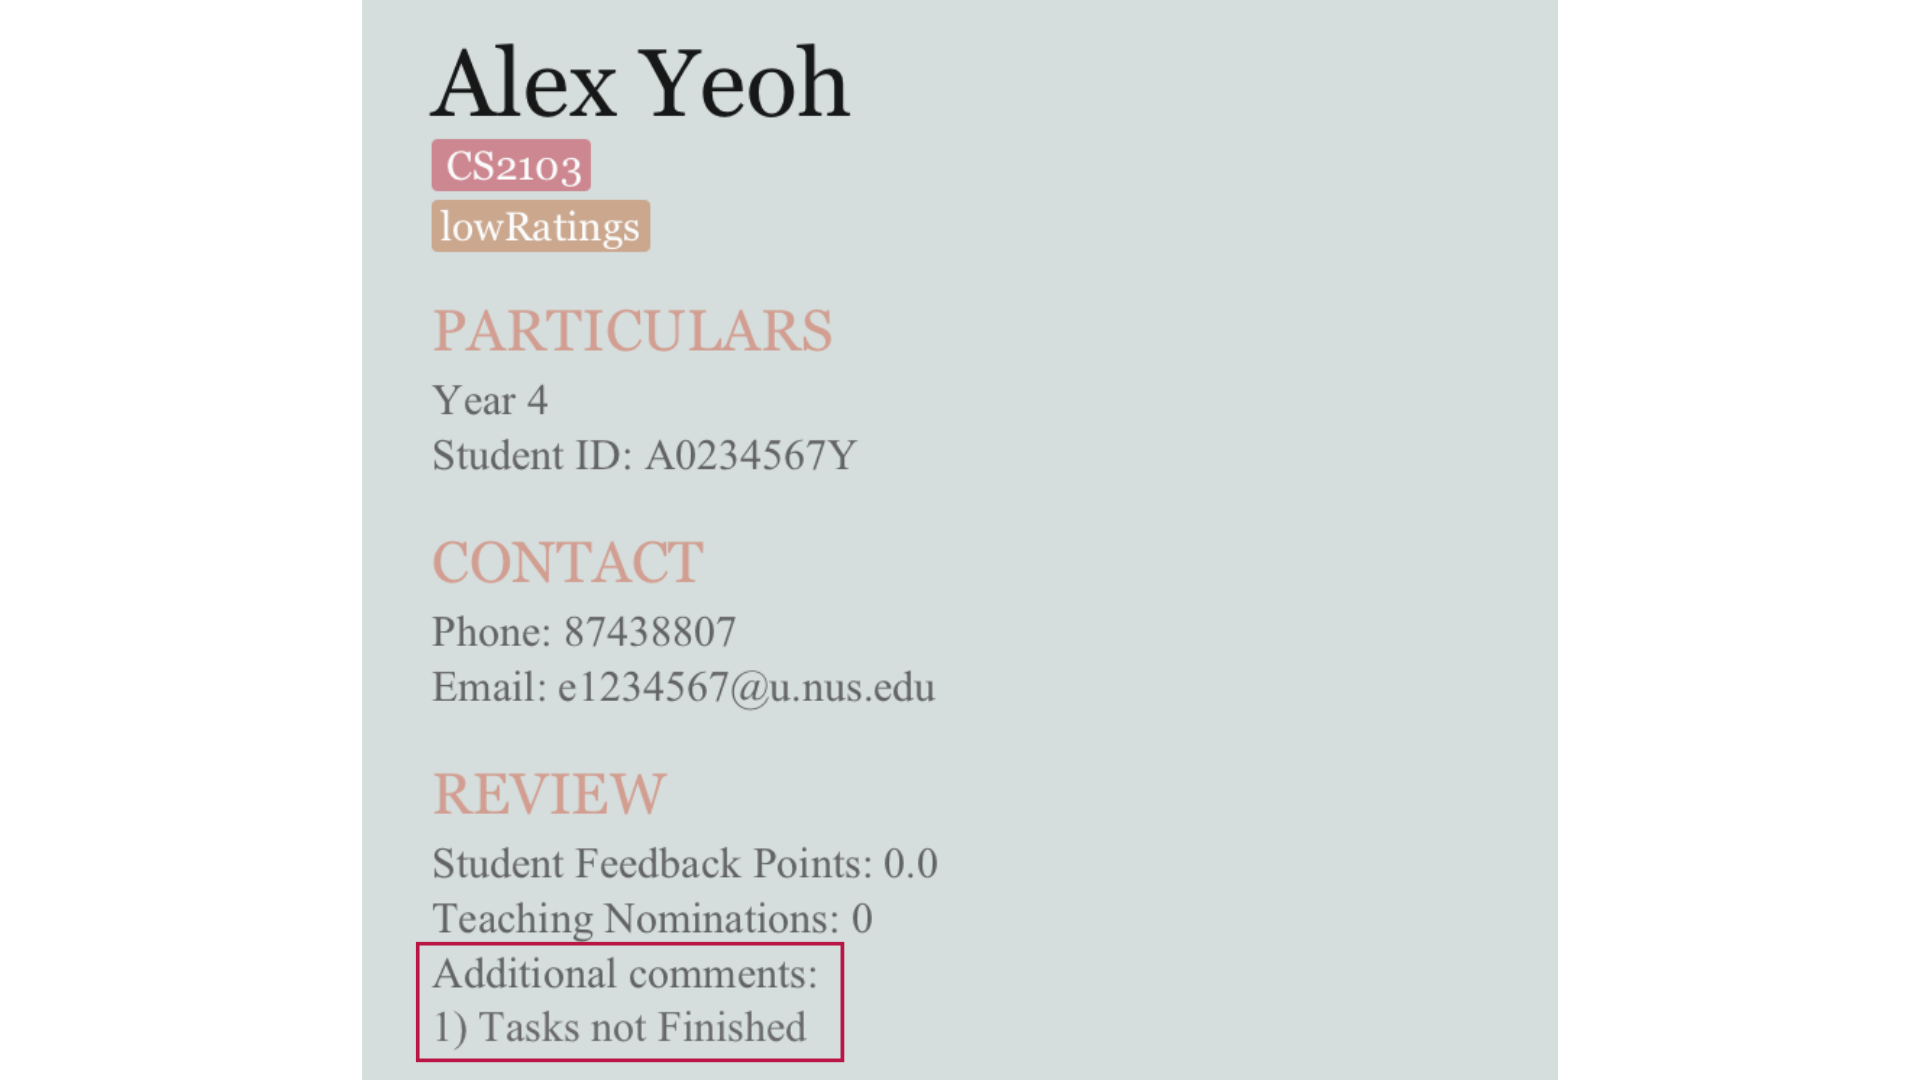 Alex Yeoh
CS2103
lowRatings
PARTICULARS
Year 4
Student ID: A0234567Y
CONTACT
Phone: 87438807
Email: e1234567@u.nus.edu
REVIEW
Student Feedback Points: 0.0
Teaching Nominations: 0
Additional comments:
1) Tasks not Finished